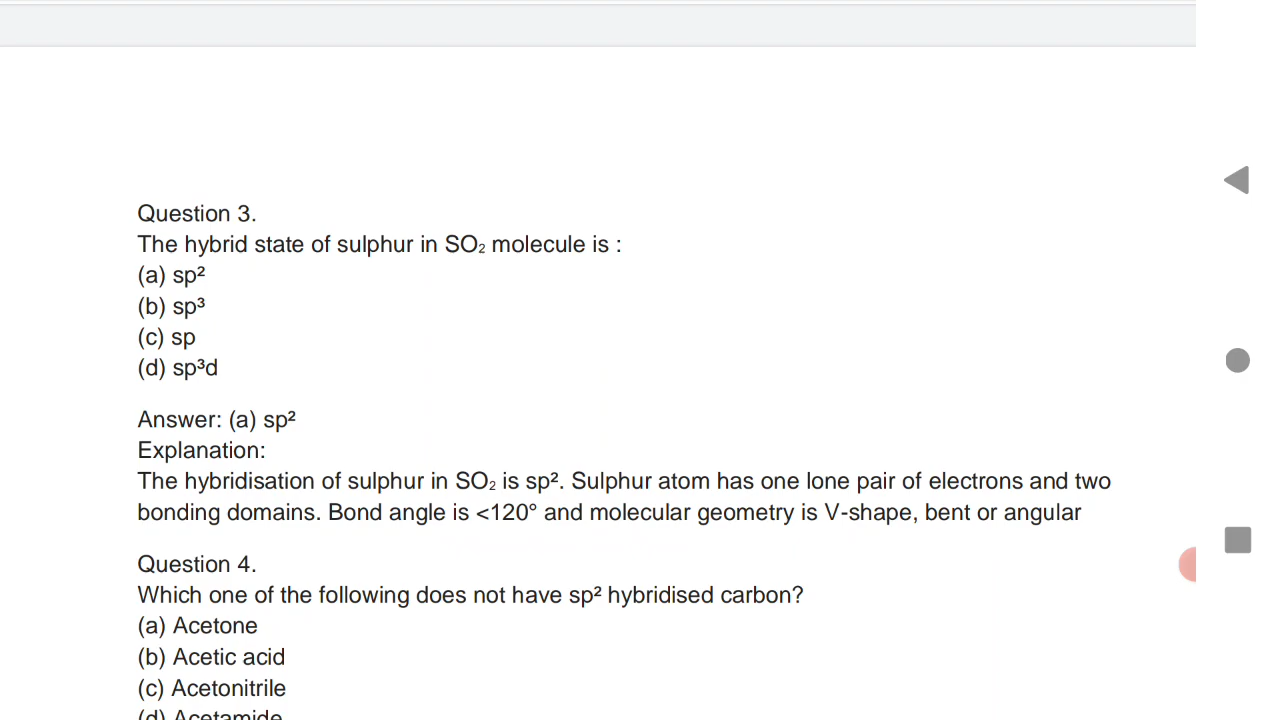 Question 3.
The hybrid state of sulphur in SO₂ molecule is :
(a) sp²
(b) sp³
(c) sp
(d) sp³d
Answer: (a) sp²
Explanation:
The hybridisation of sulphur in SO₂ is sp². Sulphur atom has one lone pair of electrons and two
bonding domains. Bond angle is <120° and molecular geometry is V-shape, bent or angular
Question 4.
Which one of the following does not have sp² hybridised carbon?
(a) Acetone
(b) Acetic acid
(c) Acetonitrile
(d) Acetamide